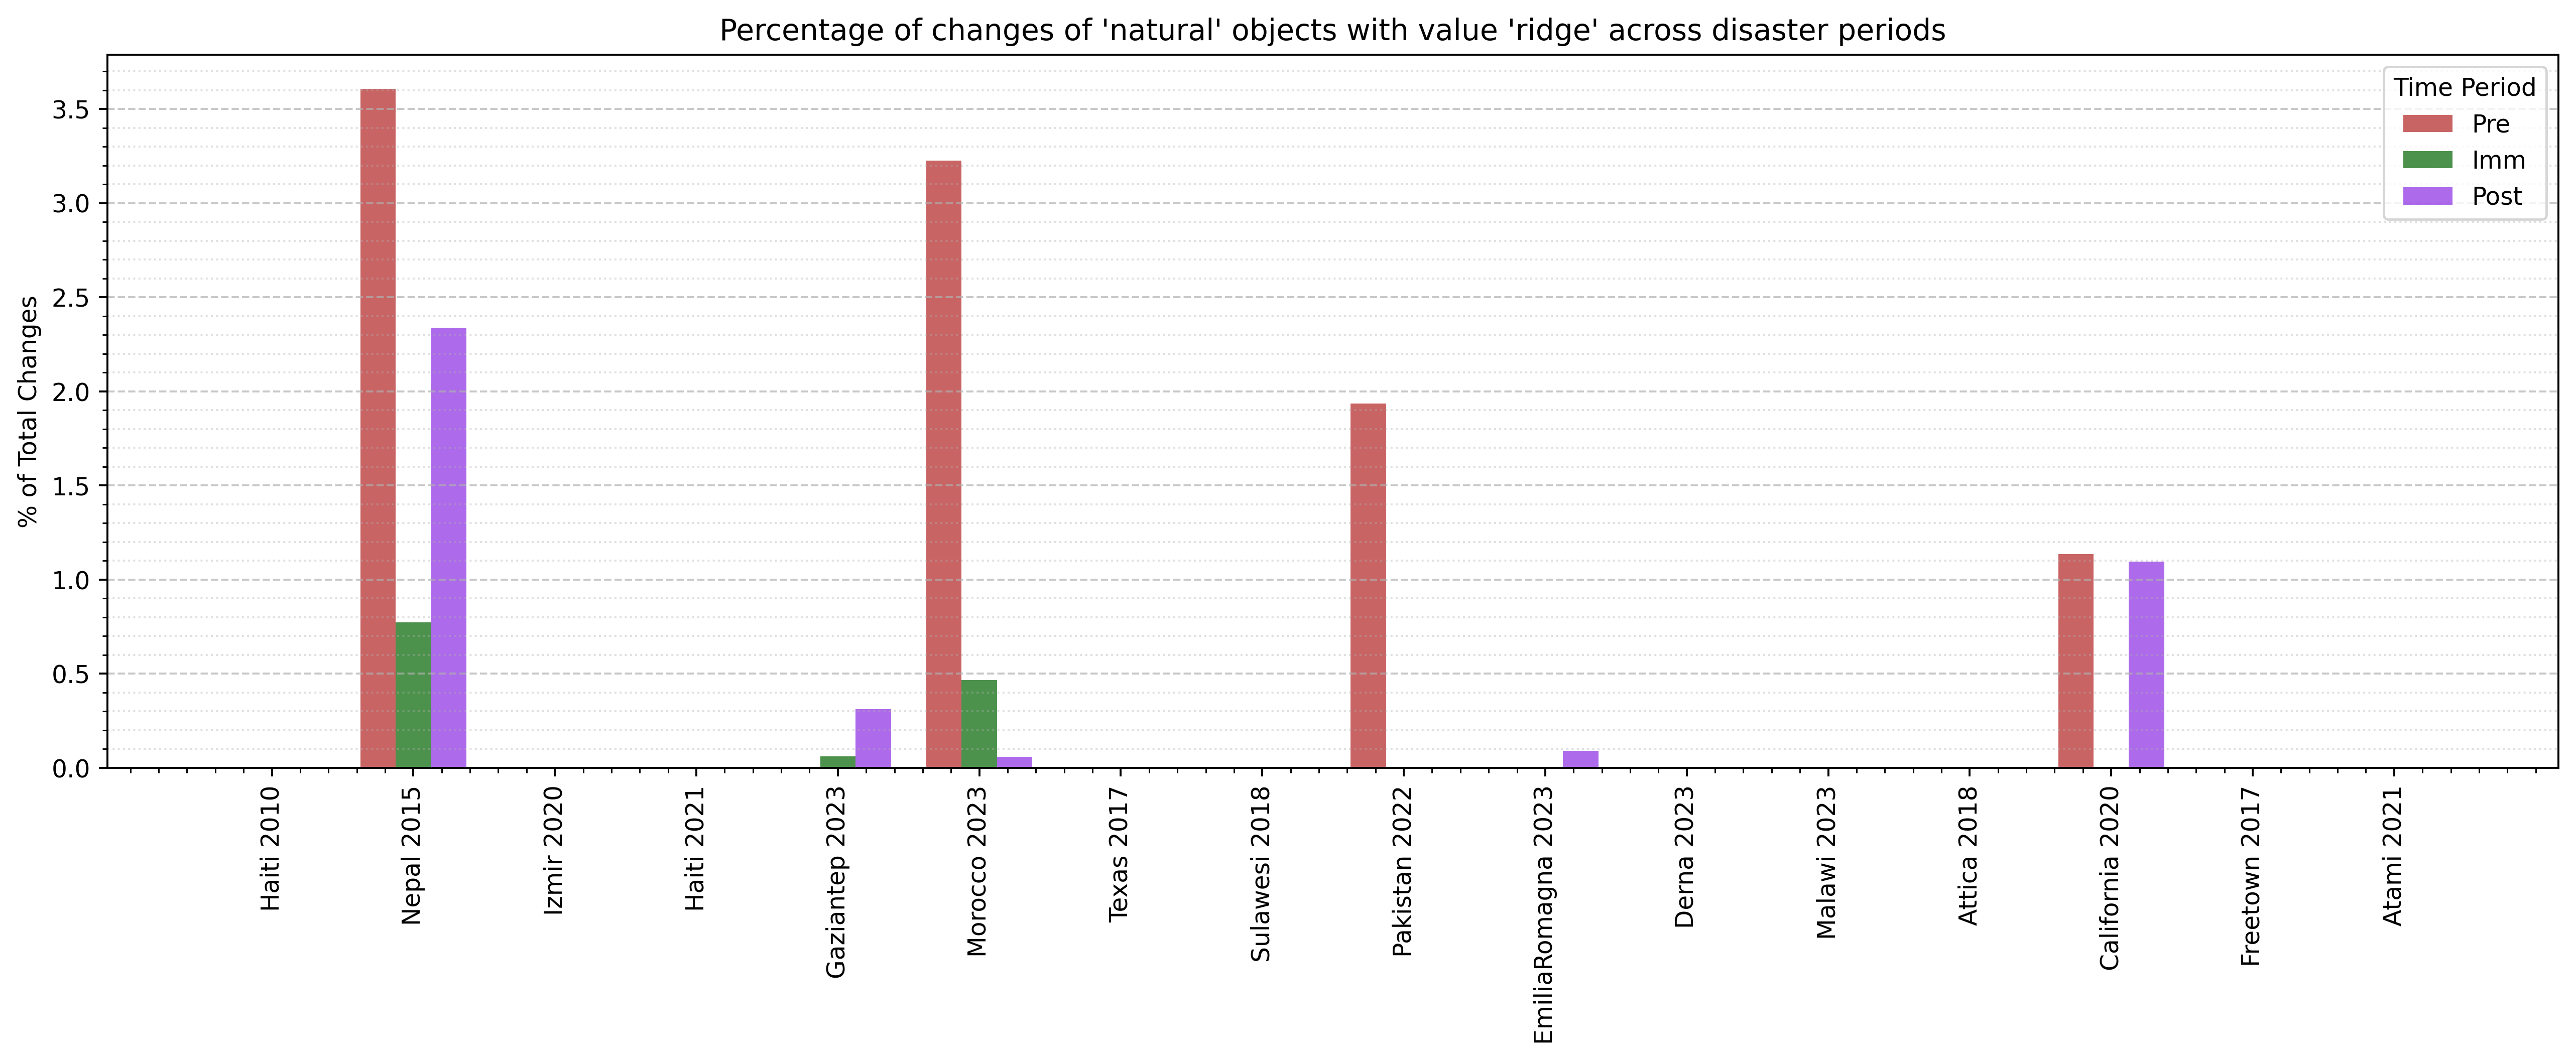 Percentage of changes of 'natural' objects with value 'ridge' across disaster periods
% of Total Changes
3.5
3.0
2.5
2.0
1.5
1.0
0.5
0.0
Time Period
Pre
Imm
Post
Haiti 2010
Nepal 2015
Izmir 2020
Haiti 2021
Gaziantep 2023
Morocco 2023
Texas 2017
Sulawesi 2018
Pakistan 2022
EmiliaRomagna 2023
Derna 2023
Malawi 2023
Attica 2018
California 2020
Freetown 2017
Atami 2021